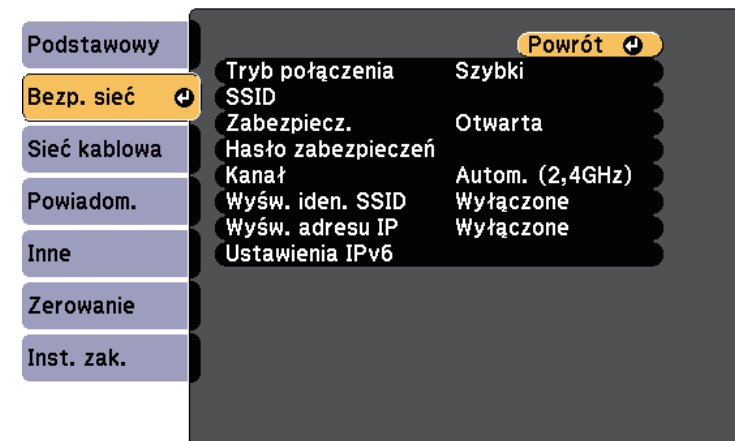 Podstawowy
Bezp. sieć
Sieć kablowa
Powiadom.
Inne
Zerowanie
Inst. zak.
Powrót
Tryb połączenia Szybki
SSID
Zabezpiecz. Otwarta
Hasło zabezpieczeń
Kanał Autom. (2,4GHz)
Wyśw. iden. SSID Wyłączone
Wyśw. adresu IP Wyłączone
Ustawienia IPv6